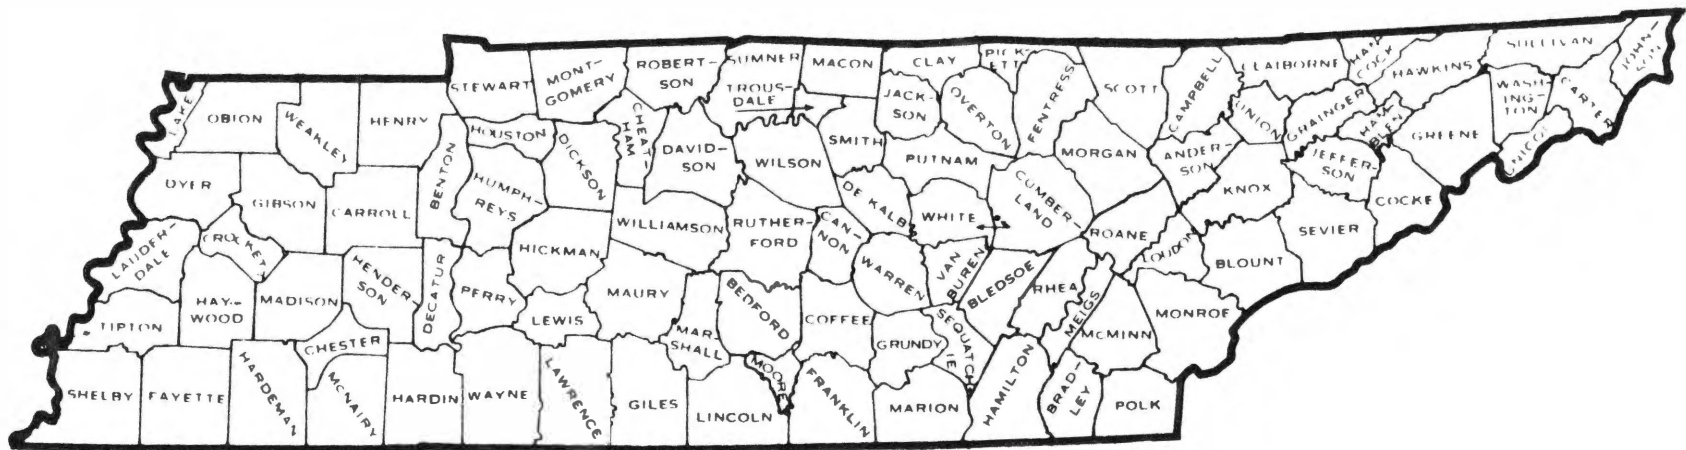 STEWART
MONT-
GOMERY
ROBERT-
SON
SUMNER
TROUS-
DALE
MACON
CLAY
PICK-
ETT
FENTRESS
SCOTT
CAMPBELL
CLAIBORNE
HAN-
COCK
HAWKINS
SULLIVAN
JOHN-
SON
LAKE
OBION
WEAKLEY
HENRY
HOUSTON
DICKSON
CHEAT-
HAM
DAVID-
SON
WILSON
SMITH
JACK-
SON
OVERTON
PUTNAM
MORGAN
ANDER-
SON
UNION
GRAINGER
HAM-
BLEN
GREENE
WASH-
ING-
TON
CARTER
UNICOI
DYER
GIBSON
CARROLL
BENTON
HUMPH-
REYS
HICKMAN
WILLIAMSON
RUTHER-
FORD
CAN-
NON
DE KALB
WHITE
CUMBER-
LAND
ROANE
LOUDON
KNOX
JEFFER-
SON
SEVIER
COCKE
LAUDER-
DALE
CROCKETT
HAY-
WOOD
MADISON
HENDER
SON
DECATUR
PERRY
LEWIS
MAURY
MAR
SHALL
BEDFORD
COFFEE
WARREN
VAN
BUREN
BLEDSOE
RHEA
MEIGS
McMINN
MONROE
BLOUNT
TIPTON
CHESTER
GRUNDY
SEQUATCH
IE
SHELBY
FAYETTE
HARDEMAN
McNAIRY
HARDIN
WAYNE
LAWRENCE
GILES
LINCOLN
MOORE
FRANKLIN
MARION
HAMILTON
BRAD-
LEY
POLK